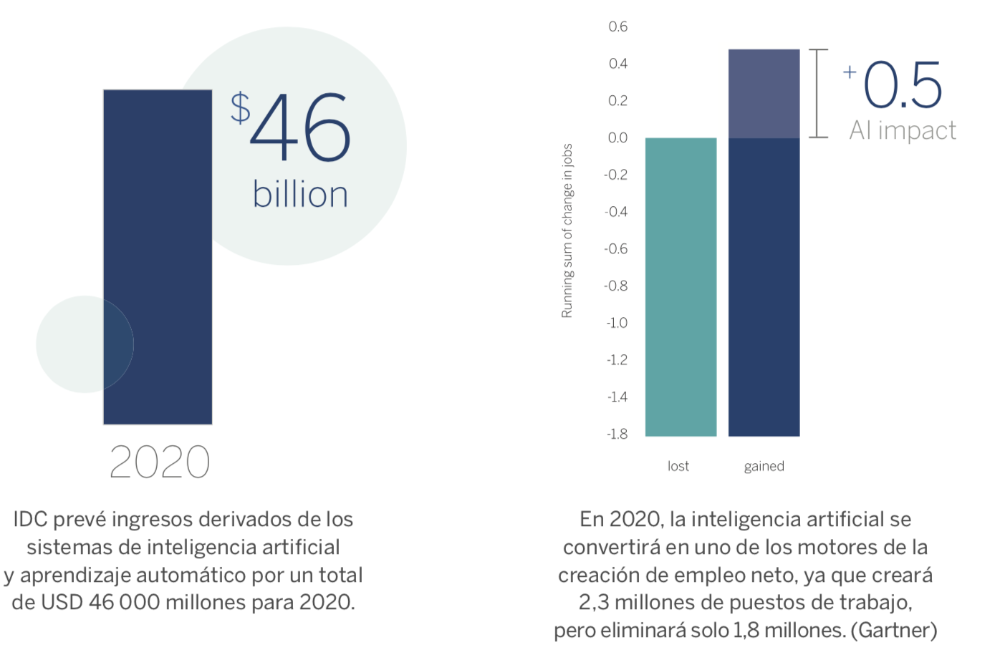 $46
billion
2020
IDC prevé ingresos derivados de los
sistemas de inteligencia artificial
y aprendizaje automático por un total
de USD 46 000 millones para 2020.
Running sum of change in jobs
0.6
0.4
0.2
0.0
-0.2
-0.4
-0.6
-0.8
-1.0
-1.2
-1.4
-1.8
+0.5
AI impact
lost gained
En 2020, la inteligencia artificial se
convertirá en uno de los motores de la
creación de empleo neto, ya que creará
2,3 millones de puestos de trabajo,
pero eliminará solo 1,8 millones. (Gartner)